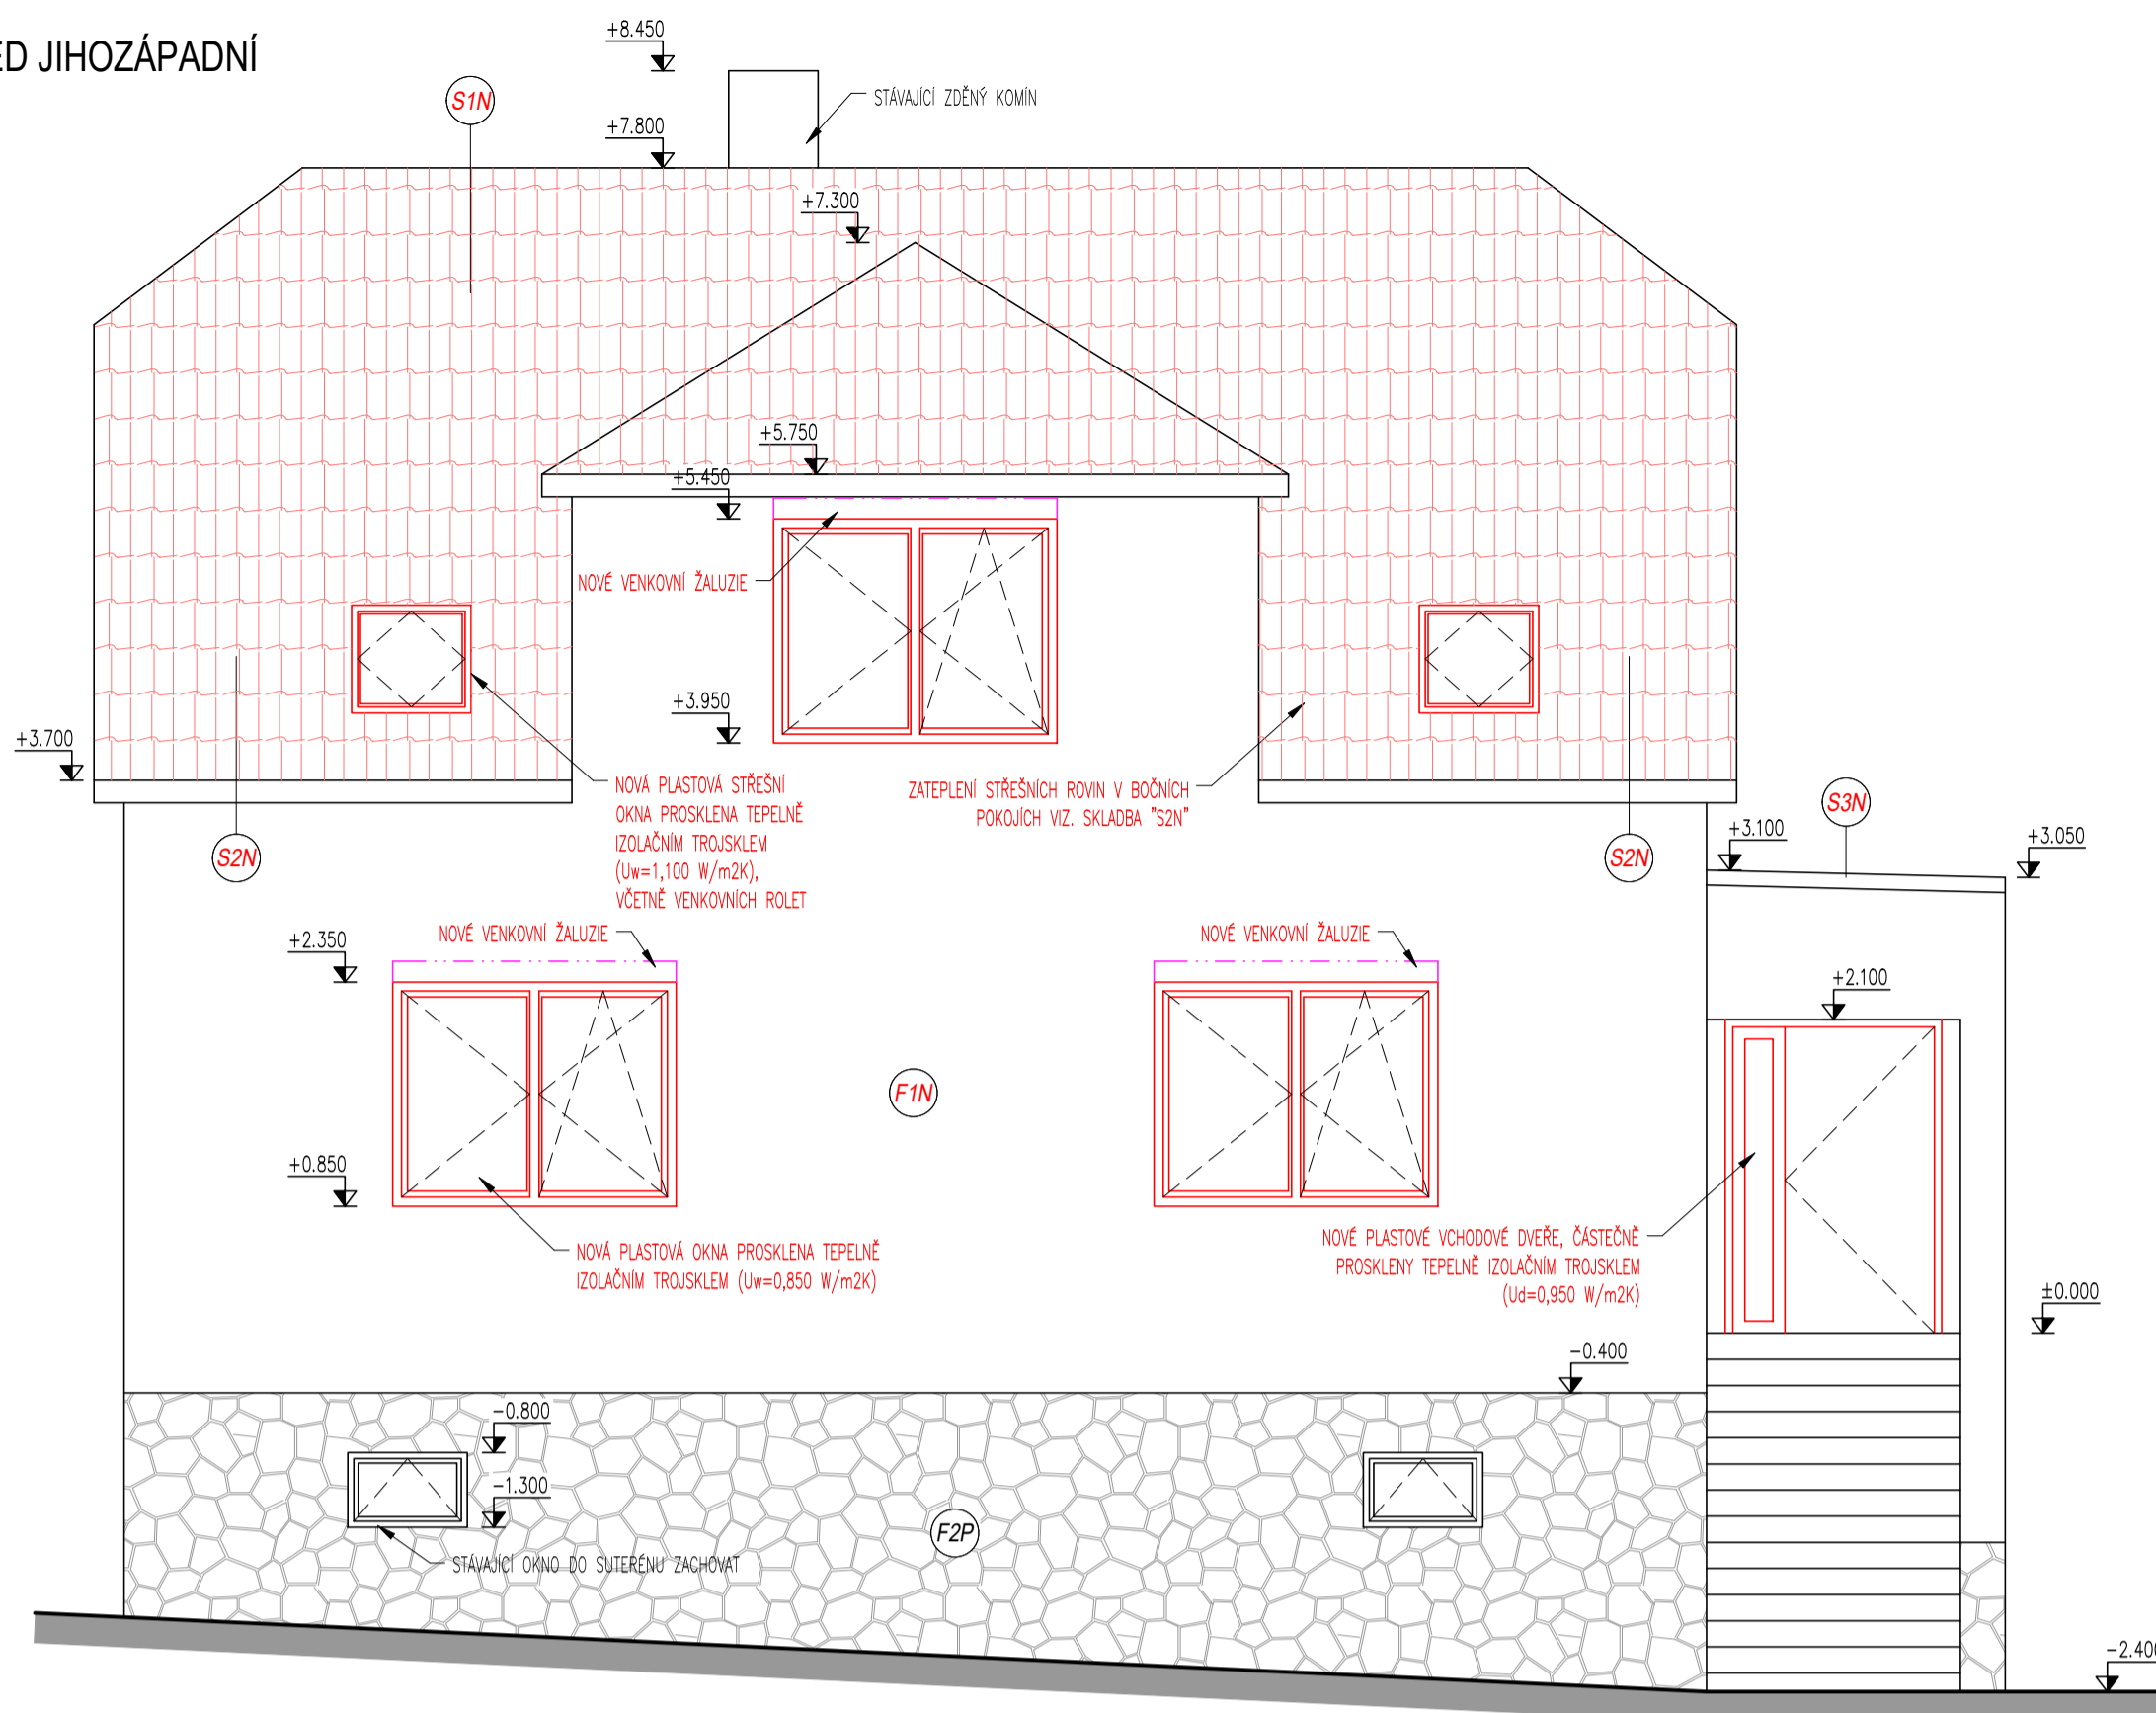 ED JIHOZÁPADNÍ
+8.450
S1N
STÁVAJÍCÍ ZDĚNÝ KOMÍN
+7.800
+7.300
+5.750
+5.450
NOVÉ VENKOVNÍ ŽALUZIE
+3.950
+3.700
NOVÁ PLASTOVÁ STŘEŠNÍ
OKNA PROSKLENA TEPELNĚ
IZOLAČNÍM TROJSKLEM
(Uw=1,100 W/m2K),
VČETNĚ VENKOVNÍCH ROLET
ZATEPLENÍ STŘEŠNÍCH ROVIN V BOČNÍCH
POKOJÍCH VIZ. SKLADBA "S2N"
S3N
+3.100
+3.050
S2N
S2N
NOVÉ VENKOVNÍ ŽALUZIE
NOVÉ VENKOVNÍ ŽALUZIE
+2.350
+2.100
F1N
+0.850
NOVÁ PLASTOVÁ OKNA PROSKLENA TEPELNĚ
IZOLAČNÍM TROJSKLEM (Uw=0,850 W/m2K)
NOVÉ PLASTOVÉ VCHODOVÉ DVEŘE, ČÁSTEČNĚ
PROSKLENY TEPELNĚ IZOLAČNÍM TROJSKLEM
(Ud=0,950 W/m2K)
±0.000
-0.400
-0.800
-1.300
F2P
STÁVAJÍCÍ OKNO DO SUTERÉNU ZACHOVAT
-2.400